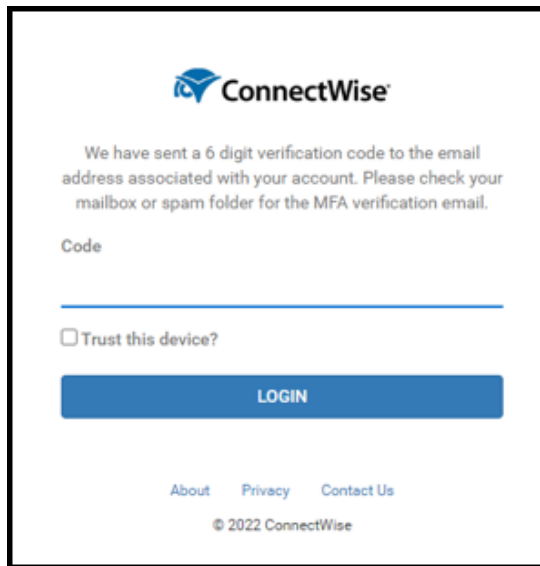 ConnectWise
We have sent a 6 digit verification code to the email
address associated with your account. Please check your
mailbox or spam folder for the MFA verification email.
Code
Trust this device?
LOGIN
About Privacy Contact Us
© 2022 ConnectWise